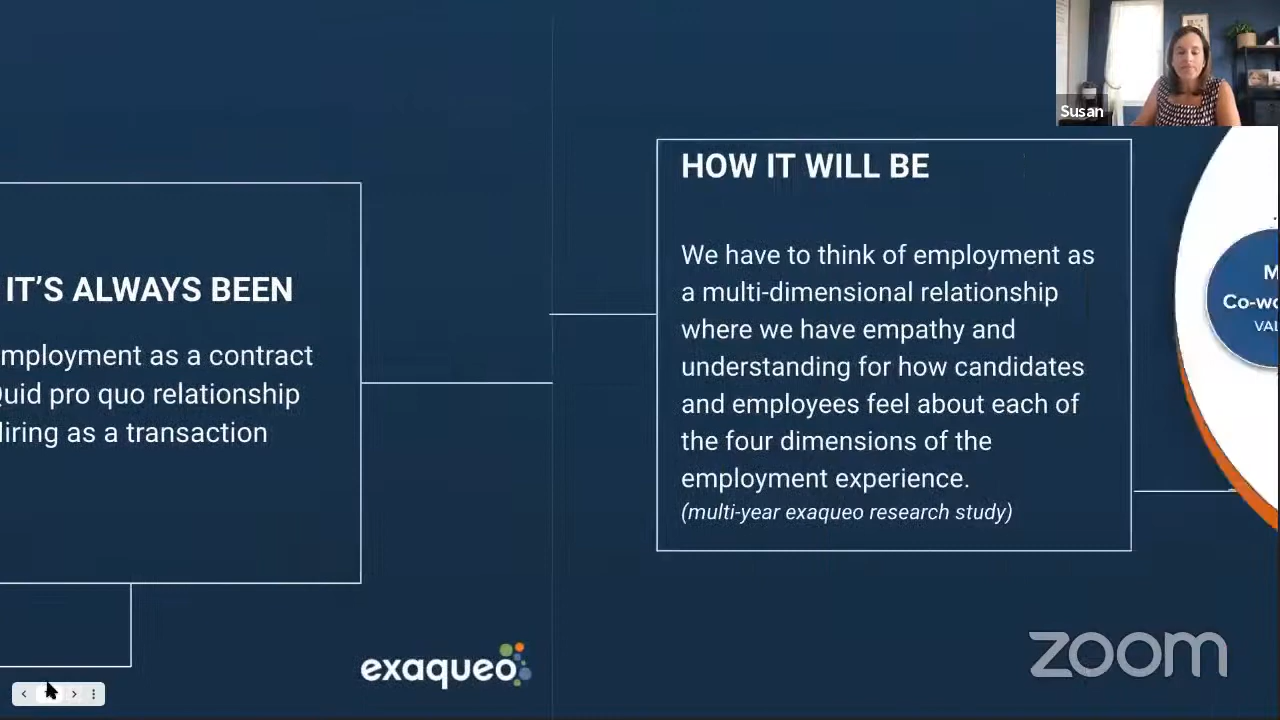 Susan
IT’S ALWAYS BEEN
mployment as a contract
uid pro quo relationship
iring as a transaction
HOW IT WILL BE
We have to think of employment as
a multi-dimensional relationship
where we have empathy and
understanding for how candidates
and employees feel about each of
the four dimensions of the
employment experience.
(multi-year exaqueo research study)
M
Co-wo
VAL
exaqueo
zoom